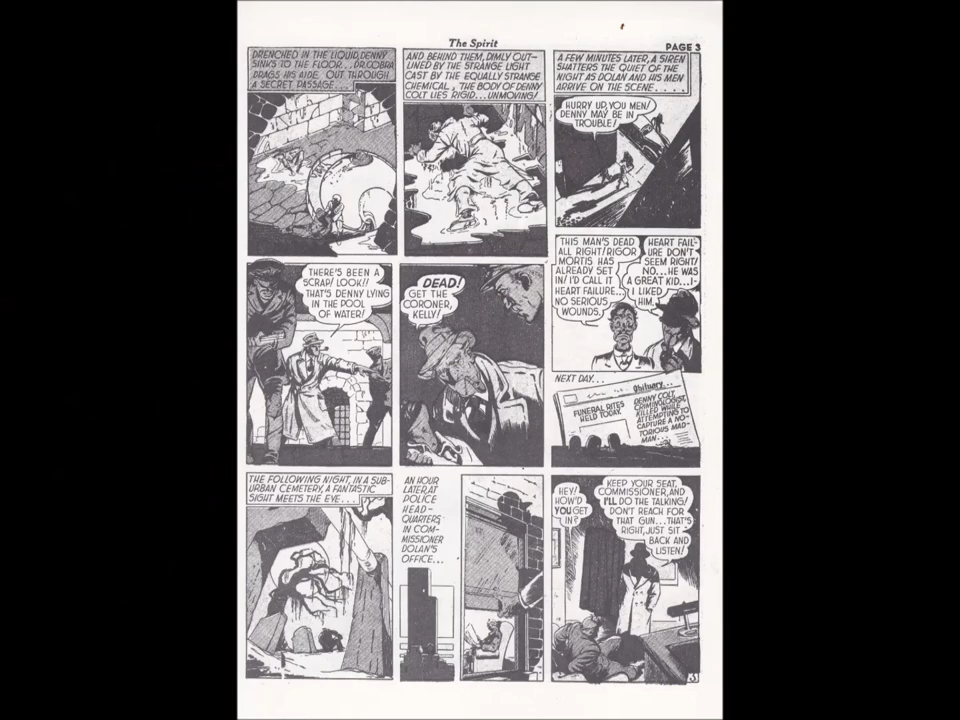 The Spirit
PAGE 3
DRENCHED IN THE LIQUID, DENNY
SINKS TO THE FLOOR... DR. COBRA
DRAGS HIS AIDE OUT THROUGH
A SECRET PASSAGE...
AND BEHIND THEM, DIMLY OUT-
LINED BY THE STRANGE LIGHT
CAST BY THE EQUALLY STRANGE
CHEMICAL, THE BODY OF DENNY
COLT LIES RIGID... UNMOVING!
A FEW MINUTES LATER, A SIREN
SHATTERS THE QUIET OF THE
NIGHT AS DOLAN AND HIS MEN
ARRIVE ON THE SCENE....
HURRY UP, YOU MEN!
DENNY MAY BE IN
TROUBLE!
THERE'S BEEN A
SCRAP! LOOK!!
THAT'S DENNY LYING
IN THE POOL
OF WATER!
DEAD!
GET THE
CORONER,
KELLY!
THIS MAN'S DEAD
ALL RIGHT! RIGOR
MORTIS HAS
ALREADY SET
IN! I'D CALL IT
HEART FAILURE...
NO SERIOUS
WOUNDS.
HEART FAIL-
URE DON'T
SEEM RIGHT!
NO... HE WAS
A GREAT KID... I-
I LIKED
HIM.
NEXT DAY...
Obituary...
FUNERAL RITES
HELD TODAY.
DENNY COLT
CRIMINOLOGIST,
KILLED WHILE
ATTEMPTING TO
CAPTURE A NO-
TORIOUS MAD-
MAN...
THE FOLLOWING NIGHT, IN A SUB-
URBAN CEMETERY, A FANTASTIC
SIGHT MEETS THE EYE...
AN HOUR
LATER, AT
POLICE
HEAD-
QUARTERS,
IN COM-
MISSIONER
DOLAN'S
OFFICE...
HEY!
HOW'D
YOU GET
IN?
KEEP YOUR SEAT,
COMMISSIONER, AND
I'LL DO THE TALKING!
DON'T REACH FOR
THAT GUN... THAT'S
RIGHT, JUST SIT
BACK AND
LISTEN!
3